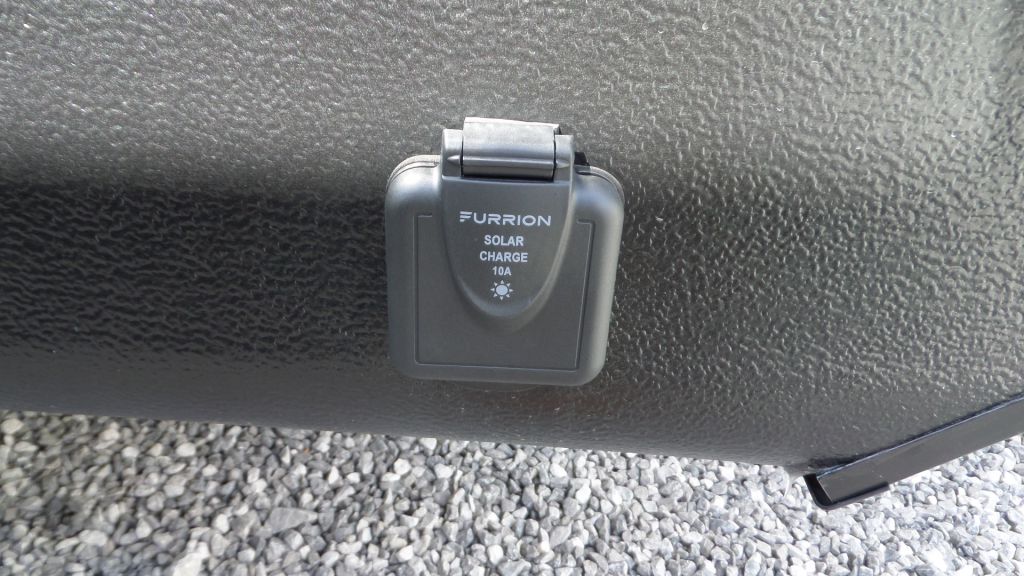 FURRION
SOLAR
CHARGE
10A